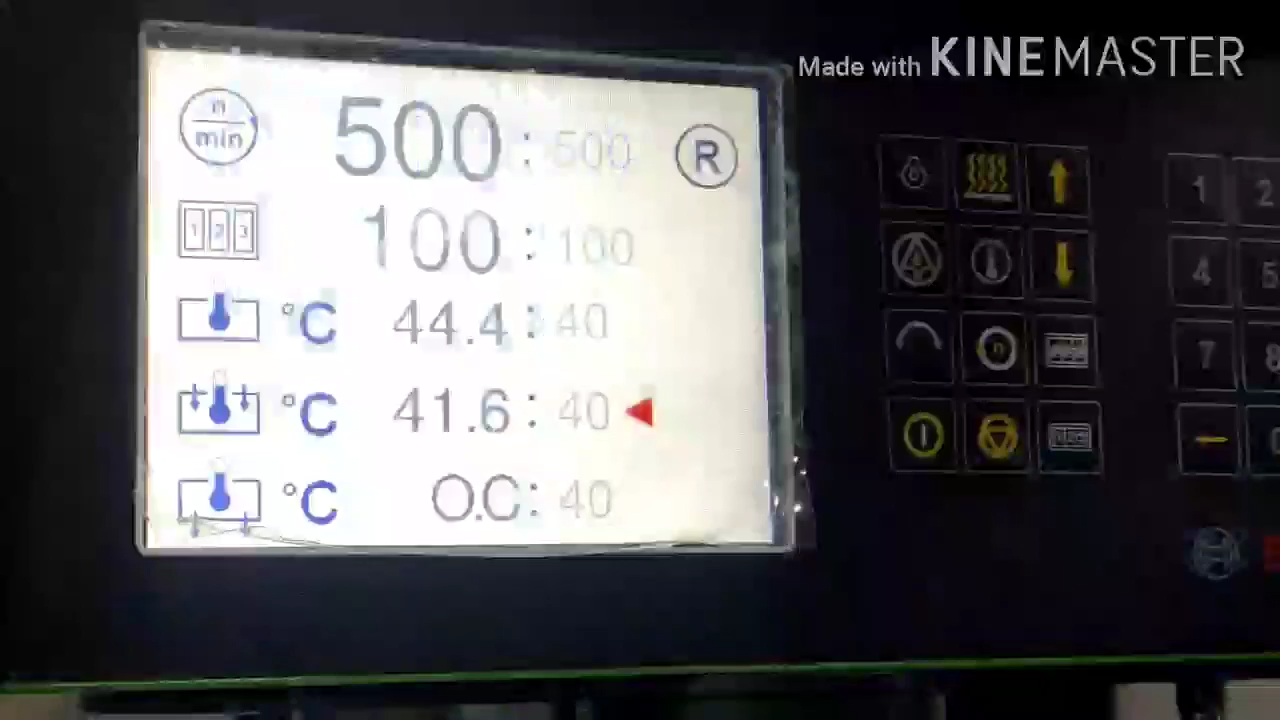 Made with KINEMASTER
n
min
500 : 500
R
1 2 3
100 : 100
°C 44.4 : 40
°C 41.6 : 40
°C O.C : 40
1 2
4 5
7 8
n